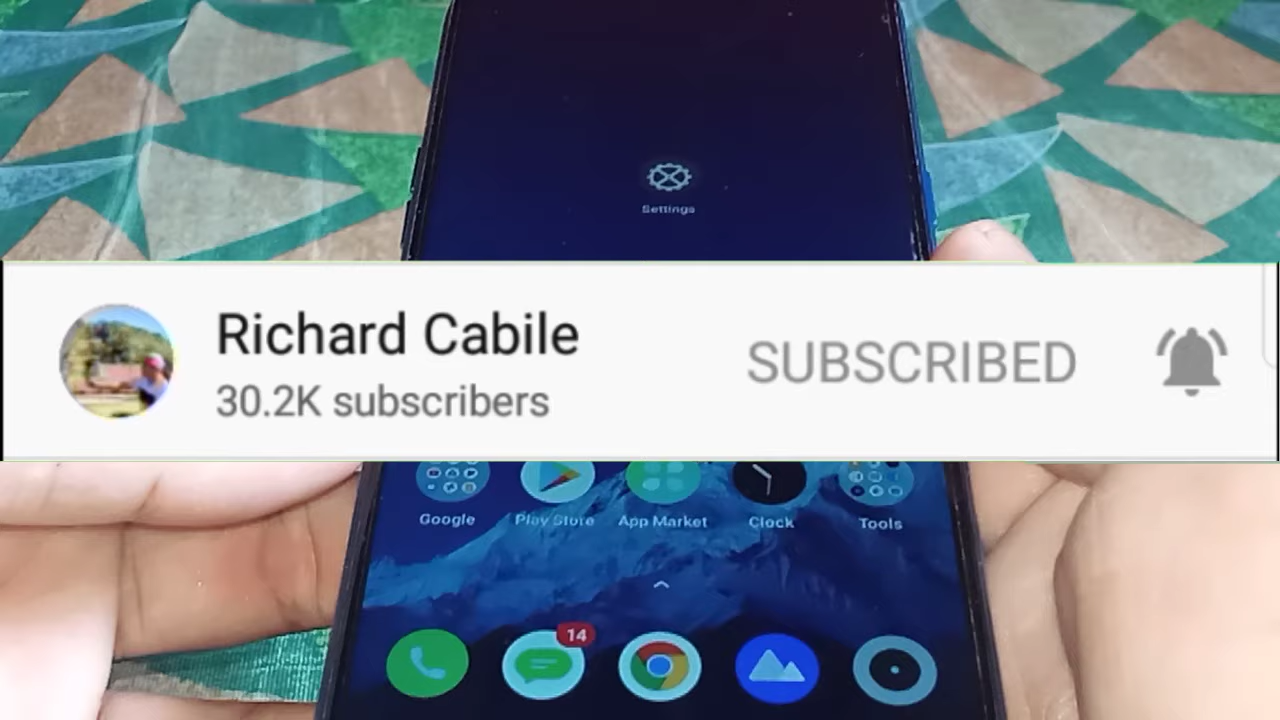 Settings
Richard Cabile
30.2K subscribers
SUBSCRIBED
Google Play Store App Market Clock Tools
14